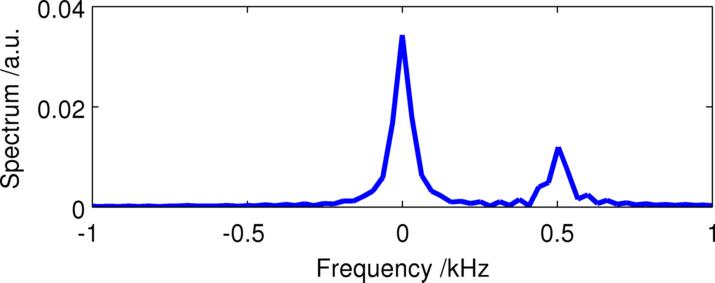 0.04
0.02
0
Spectrum /a.u.
-1 -0.5 0 0.5 1
Frequency /kHz